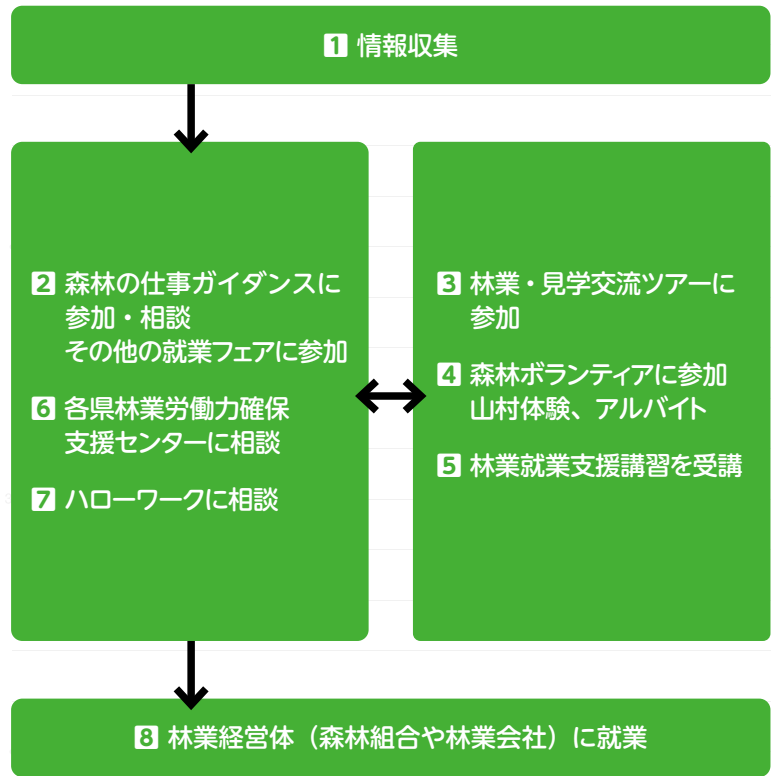 1 情報収集
2 森林の仕事ガイダンスに
参加・相談
その他の就業フェアに参加
6 各県林業労働力確保
支援センターに相談
7 ハローワークに相談
3 林業・見学交流ツアーに
参加
4 森林ボランティアに参加
山村体験、アルバイト
5 林業就業支援講習を受講
8 林業経営体（森林組合や林業会社）に就業